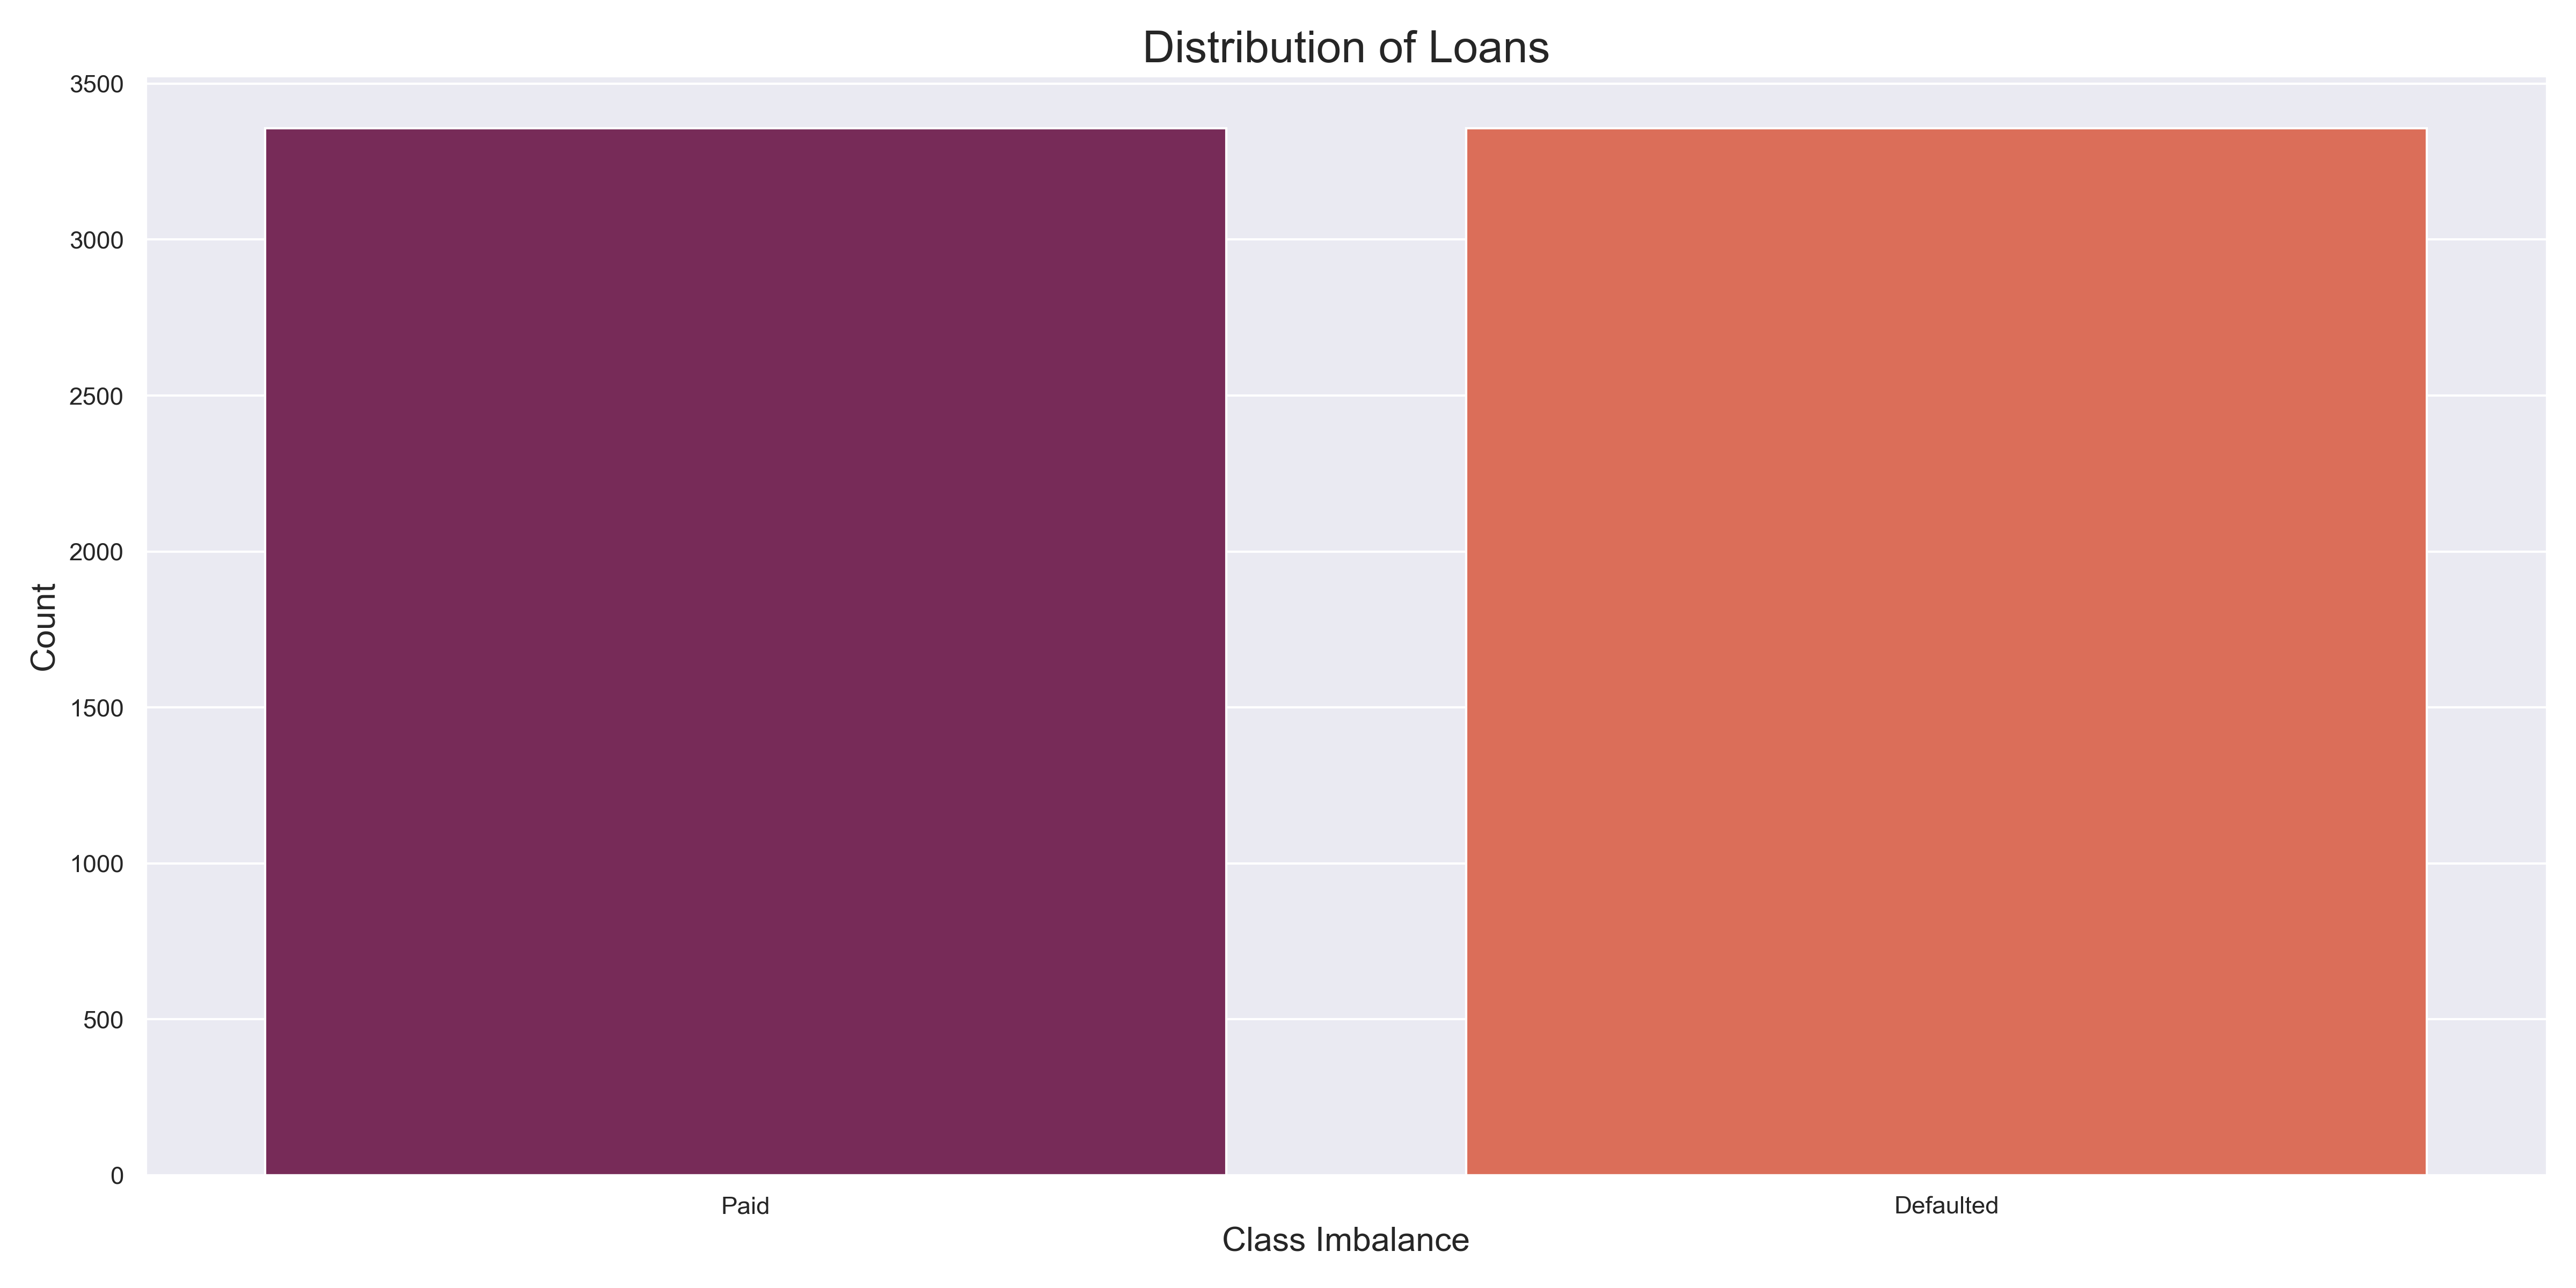 Distribution of Loans
3500
3000
2500
2000
1500
1000
500
0
Count
Paid
Defaulted
Class Imbalance